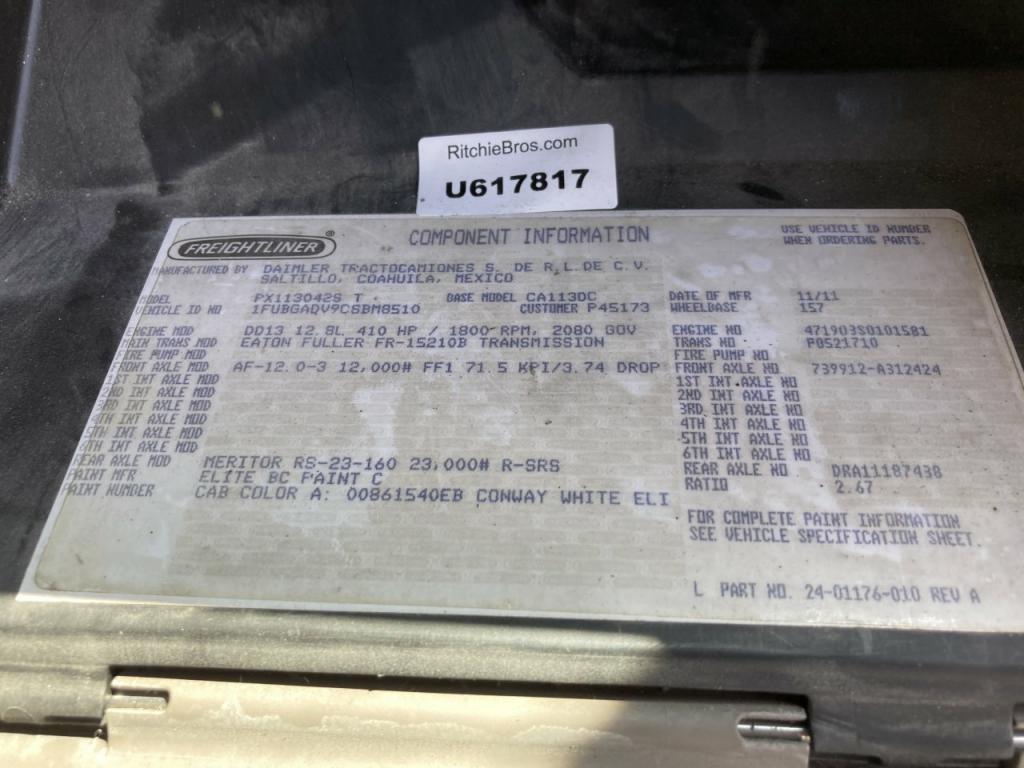 RitchieBros.com
U617817
FREIGHTLINER®
COMPONENT INFORMATION
USE VEHICLE ID NUMBER
WHEN ORDERING PARTS.
MANUFACTURED BY DAIMLER TRACTOCAMIONES S. DE R.L.DE C.V.
SALTILLO, COAHUILA, MEXICO
MODEL PX113042S T BASE MODEL CA113DC DATE OF MFR 11/11
VEHICLE ID NO 1FUBGAQV9CSBM8510 CUSTOMER P45173 WHEELBASE 157
ENGINE MOD DD13 12.8L 410 HP / 1800 RPM, 2080 GOV ENGINE NO 471903S0101581
MAIN TRANS MOD EATON FULLER FR-15210B TRANSMISSION TRANS NO P0521710
FIRE PUMP MOD FIRE PUMP NO
FRONT AXLE MOD AF-12.0-3 12,000# FF1 71.5 KPI/3.74 DROP FRONT AXLE NO 739912-A312424
1ST INT AXLE MOD 1ST INT AXLE NO
2ND INT AXLE MOD 2ND INT AXLE NO
3RD INT AXLE MOD 3RD INT AXLE NO
4TH INT AXLE MOD 4TH INT AXLE NO
5TH INT AXLE MOD 5TH INT AXLE NO
6TH INT AXLE MOD 6TH INT AXLE NO
REAR AXLE MOD MERITOR RS-23-160 23,000# R-SRS REAR AXLE NO DRA11187438
PAINT MFR ELITE BC PAINT C RATIO 2.67
PAINT NUMBER CAB COLOR A: 00861540EB CONWAY WHITE ELI
FOR COMPLETE PAINT INFORMATION
SEE VEHICLE SPECIFICATION SHEET.
L PART NO. 24-01176-010 REV A